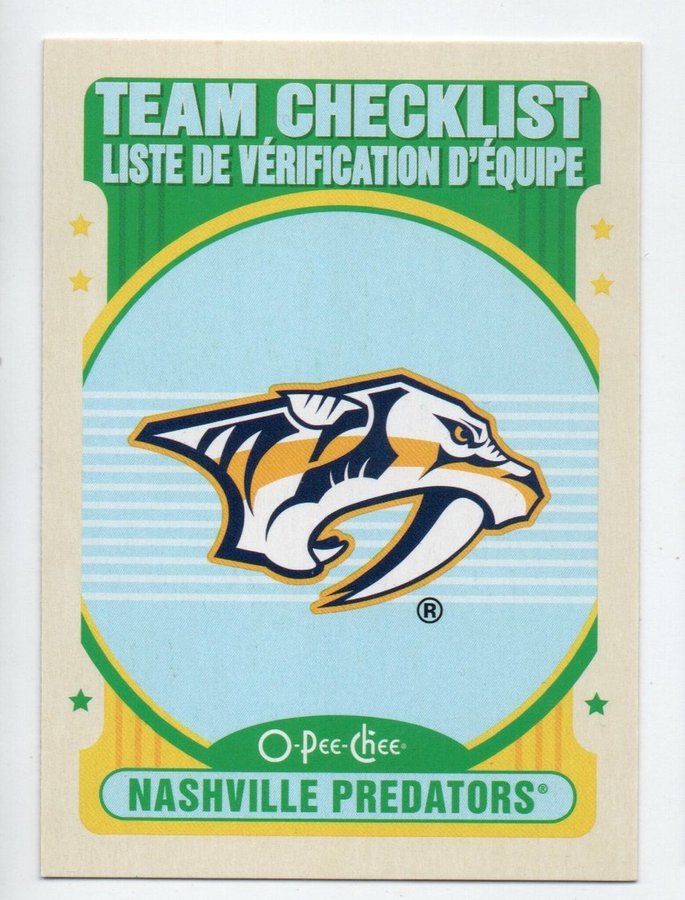 TEAM CHECKLIST
LISTE DE VÉRIFICATION D'ÉQUIPE
®
O-Pee-Chee®
NASHVILLE PREDATORS®